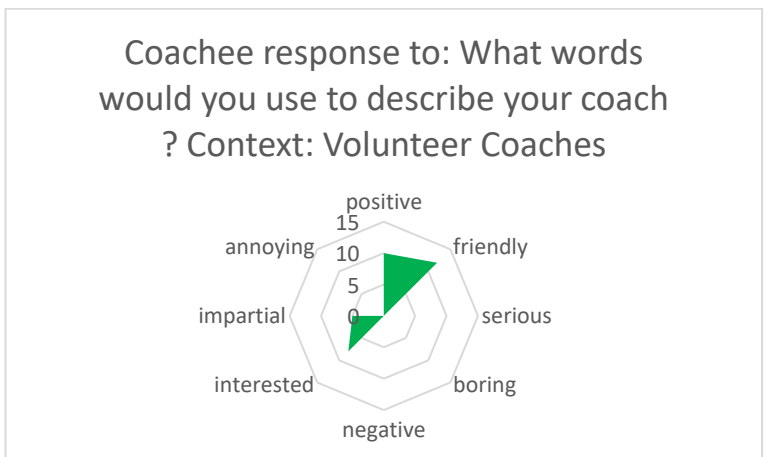 Coachee response to: What words
would you use to describe your coach
? Context: Volunteer Coaches
positive
15
annoying
10
friendly
5
impartial
0
serious
interested
boring
negative